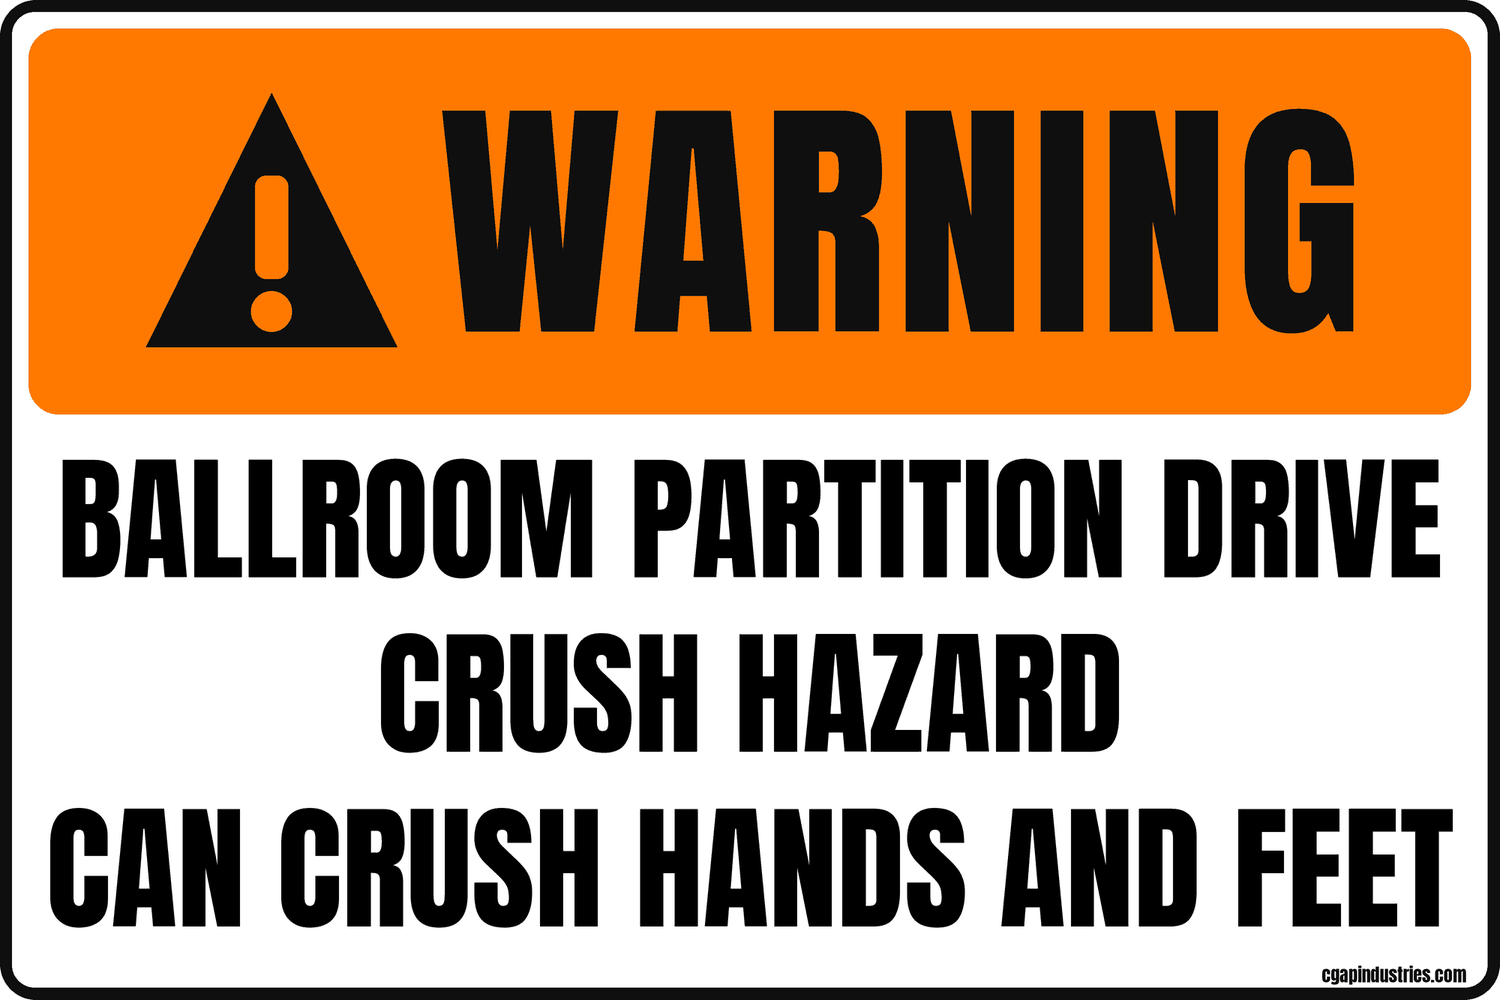 WARNING
BALLROOM PARTITION DRIVE
CRUSH HAZARD
CAN CRUSH HANDS AND FEET
cgapindustries.com